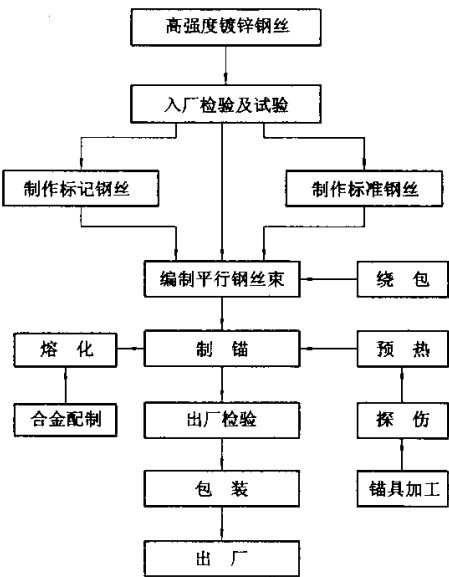 高强度镀锌钢丝
入厂检验及试验
制作标记钢丝
制作标准钢丝
编制平行钢丝束
绕包
熔化
制锚
预热
合金配制
出厂检验
探伤
包装
锚具加工
出厂